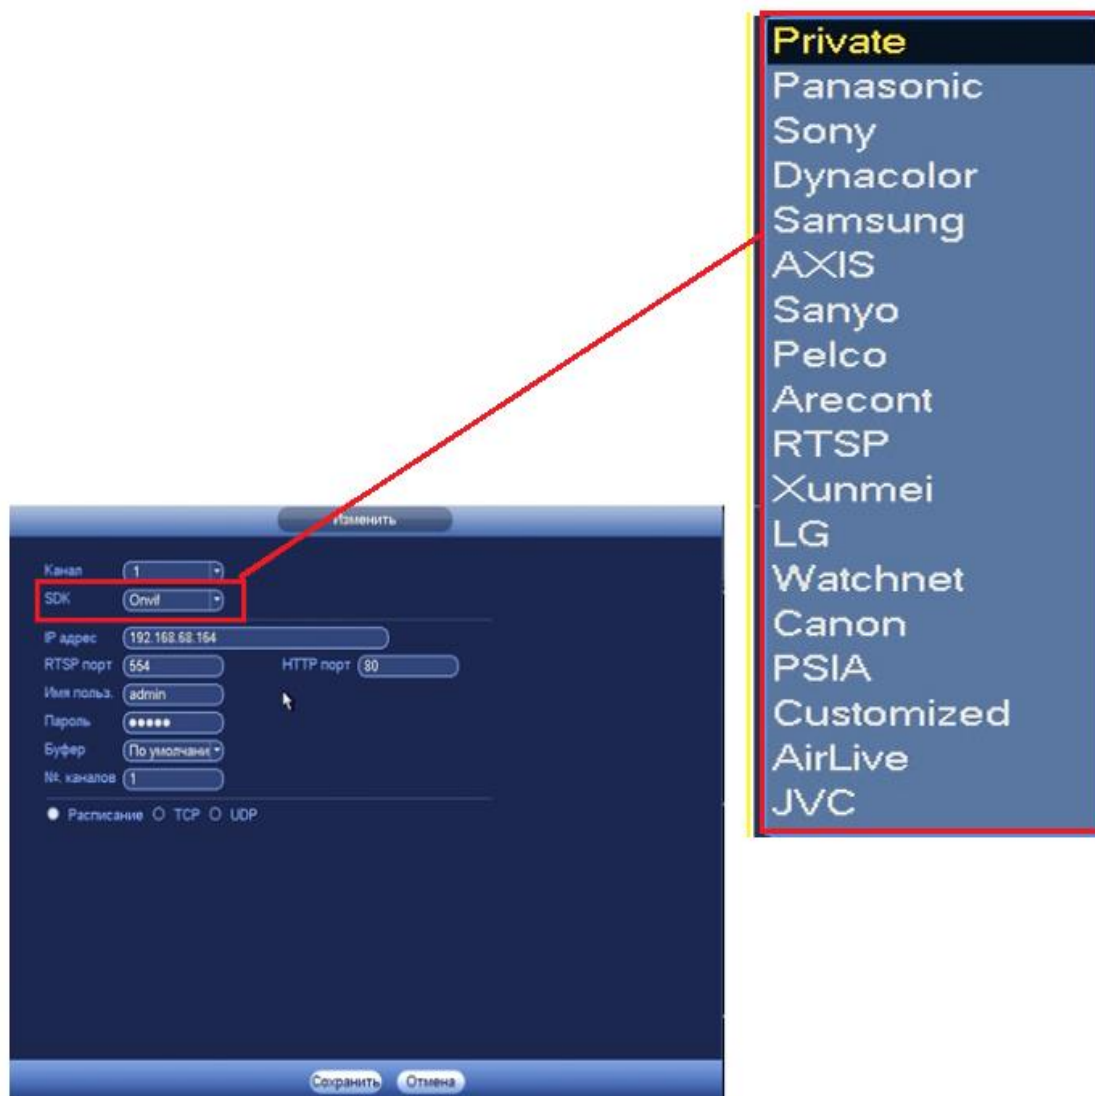 Private
Panasonic
Sony
Dynacolor
Samsung
AXIS
Sanyo
Pelco
Arecont
RTSP
Xunmei
LG
Watchnet
Canon
PSIA
Customized
AirLive
JVC
Изменить
Канал 1
SDK Onvif
IP адрес 192.168.68.164
RTSP порт 554 HTTP порт 80
Имя польз. admin
Пароль •••••
Буфер По умолчани
№. каналов 1
Расписание TCP UDP
Сохранить Отмена